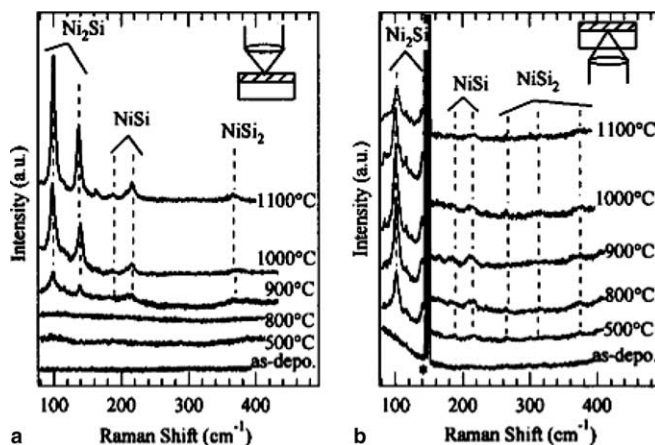 Ni₂Si
NiSi
NiSi₂
1100°C
1000°C
900°C
800°C
500°C
as-depo.
Intensity (a.u.)
100 200 300 400
Raman Shift (cm⁻¹)
a
Ni₂Si
NiSi
NiSi₂
1100°C
1000°C
900°C
800°C
500°C
as-depo.
Intensity (a.u.)
*
100 200 300 400
Raman Shift (cm⁻¹)
b